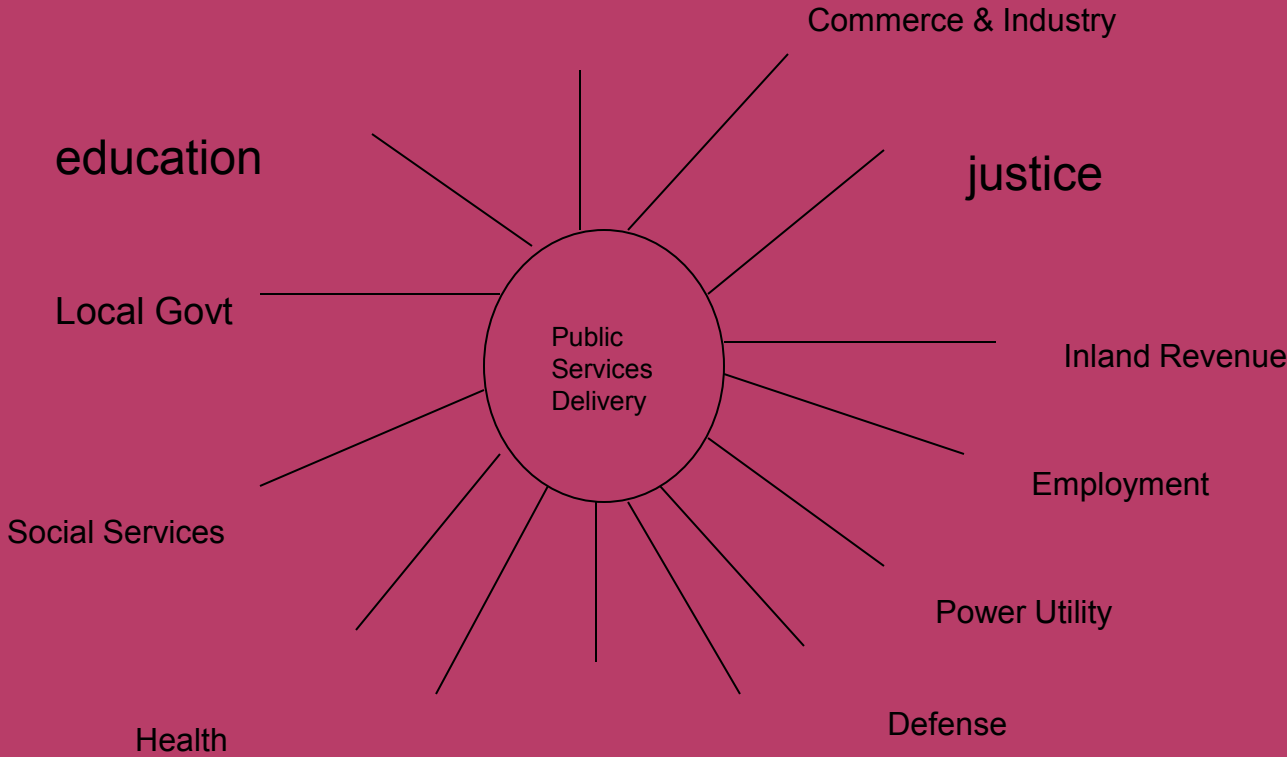 Commerce & Industry
education
justice
Local Govt
Public
Services
Delivery
Inland Revenue
Employment
Social Services
Power Utility
Defense
Health